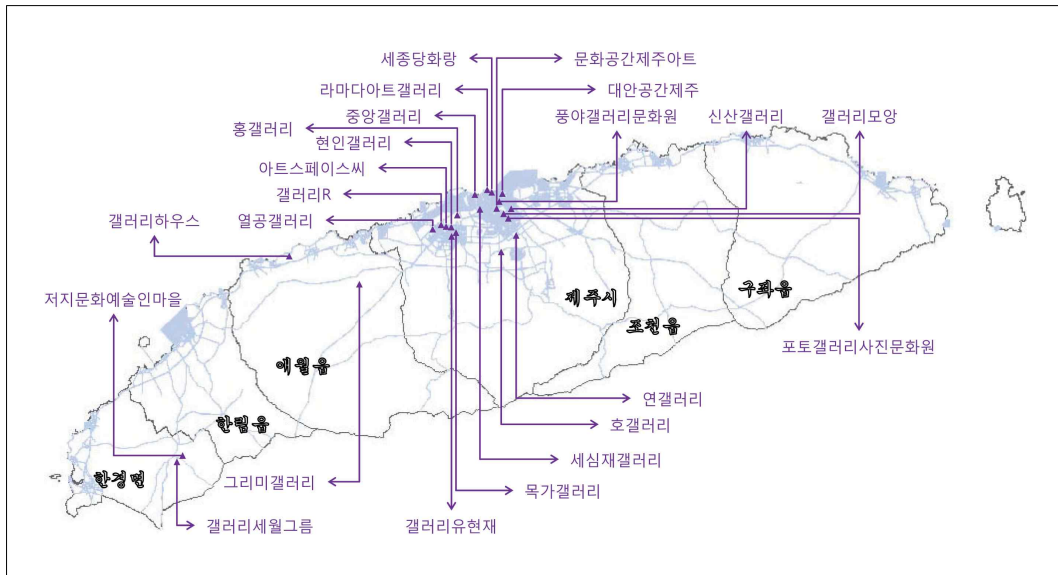 세종당화랑
문화공간제주아트
라마다아트갤러리
대안공간제주
중앙갤러리
풍야갤러리문화원
신산갤러리
갤러리모앙
홍갤러리
현인갤러리
아트스페이스씨
갤러리R
갤러리하우스
열공갤러리
저지문화예술인마을
구좌읍
제주시
조천읍
포토갤러리사진문화원
애월읍
연갤러리
한림읍
호갤러리
세심재갤러리
한경면
그리미갤러리
목가갤러리
갤러리세월그름
갤러리유현재